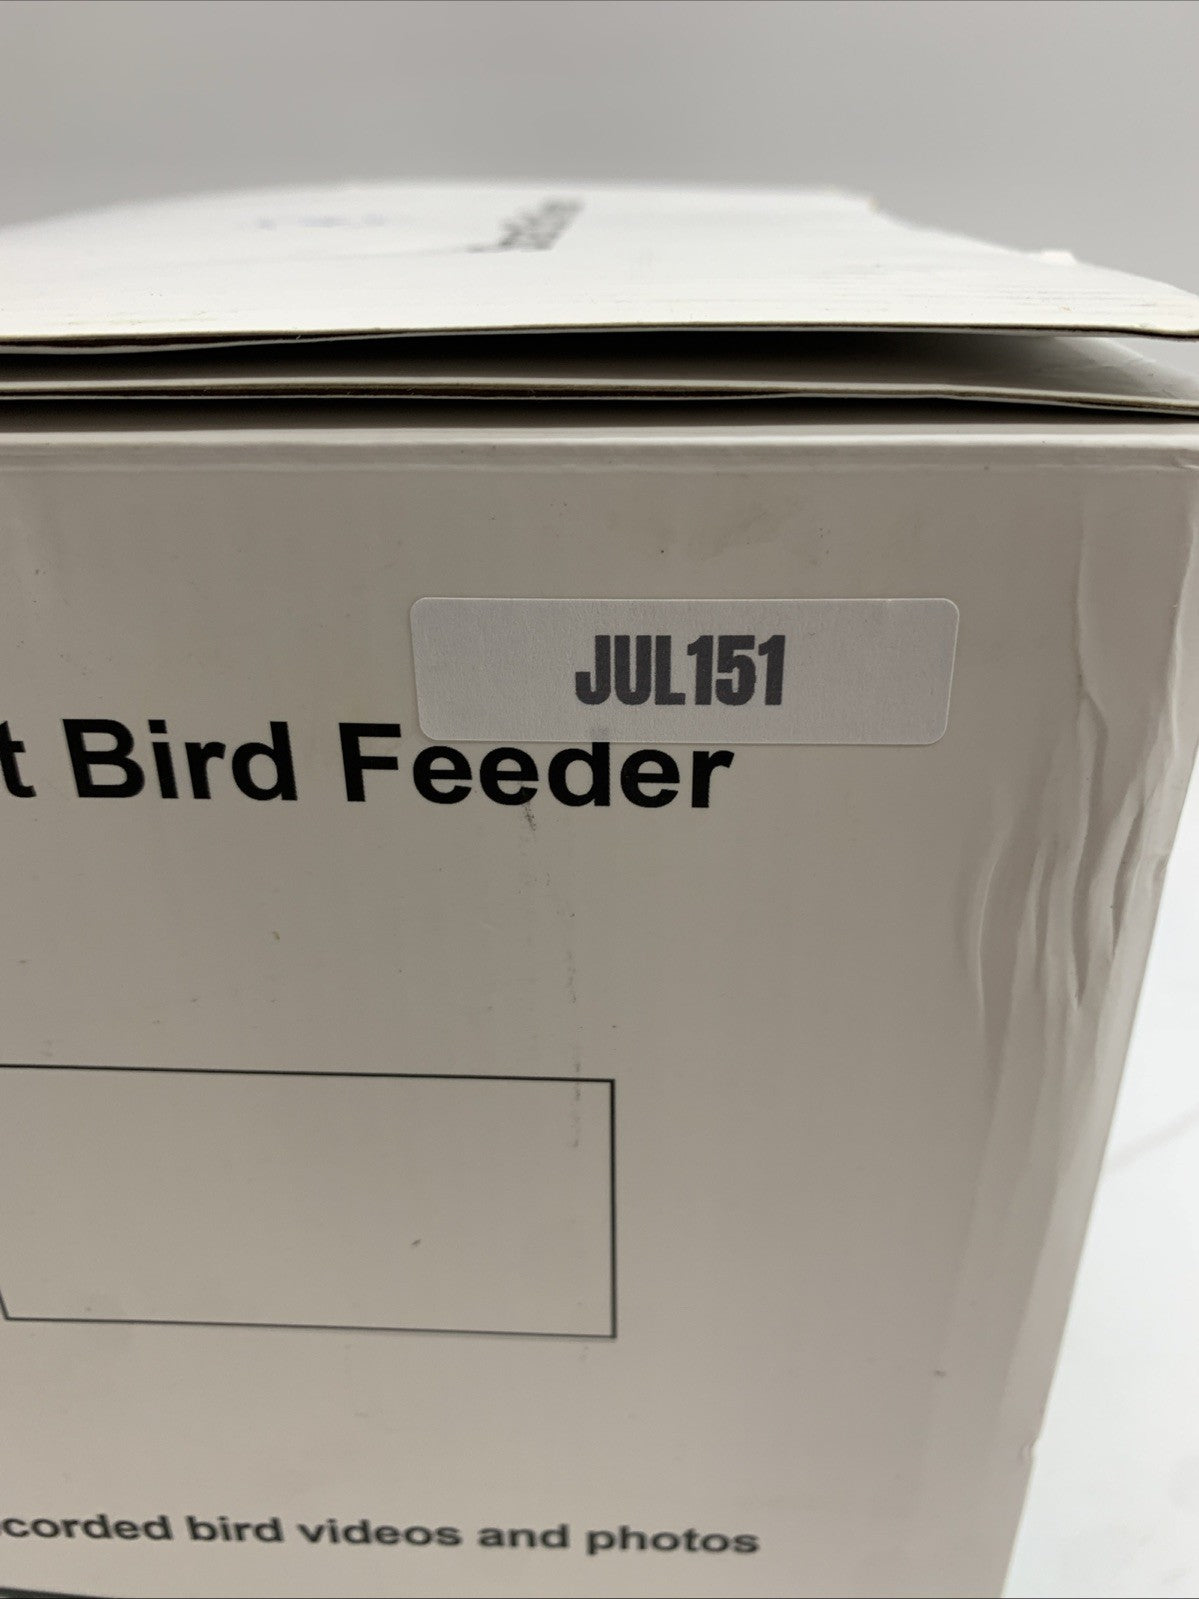 JUL151
t Bird Feeder
corded bird videos and photos